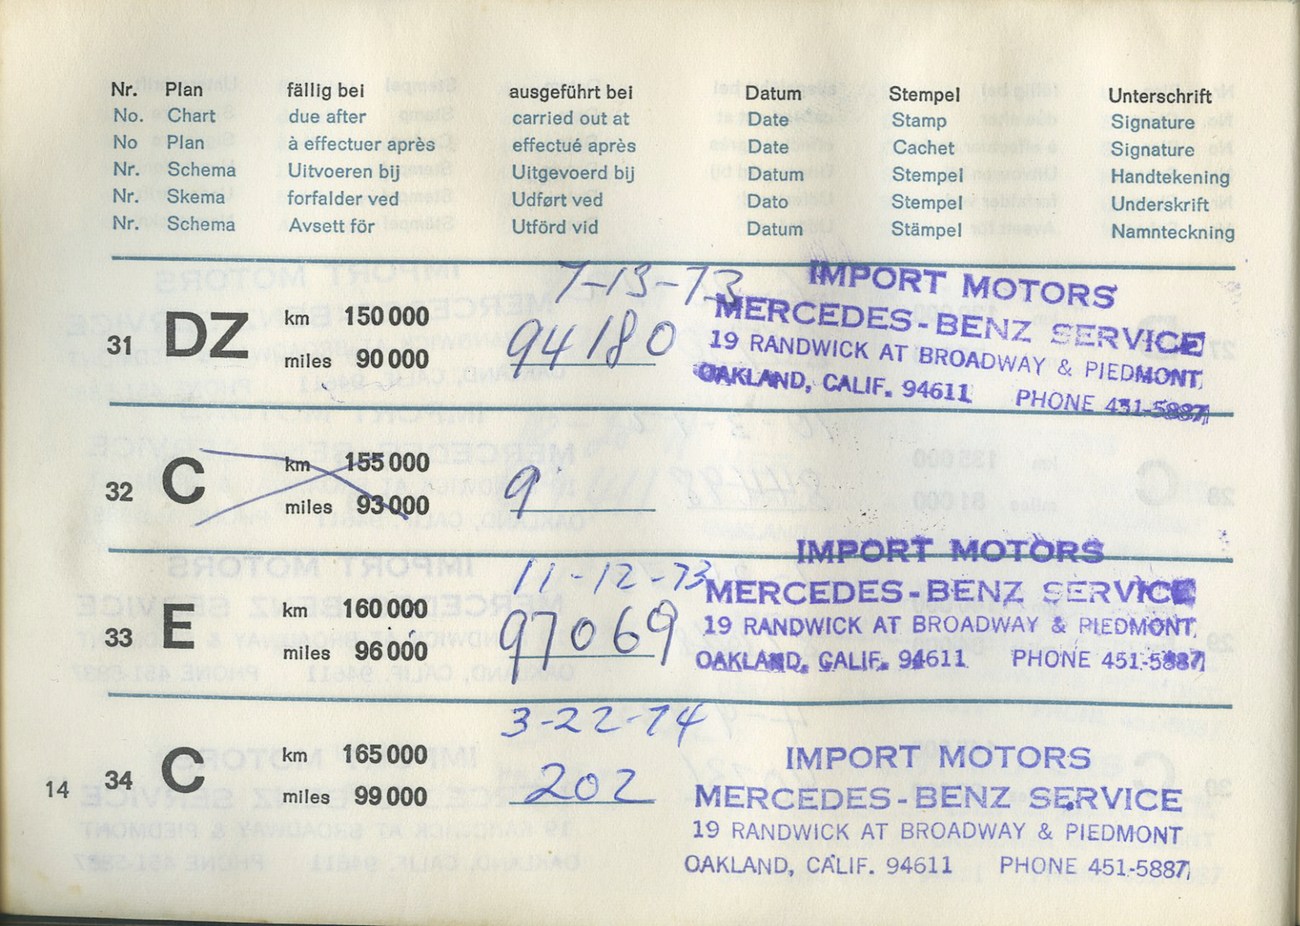 Nr. Plan fällig bei ausgeführt bei Datum Stempel Unterschrift
No. Chart due after carried out at Date Stamp Signature
No Plan à effectuer après effectué après Date Cachet Signature
Nr. Schema Uitvoeren bij Uitgevoerd bij Datum Stempel Handtekening
Nr. Skema forfalder ved Udført ved Dato Stempel Underskrift
Nr. Schema Avsett för Utförd vid Datum Stämpel Namnteckning
7-13-73 IMPORT MOTORS
31 DZ km 150 000 MERCEDES-BENZ SERVICE
miles 90 000 94180 19 RANDWICK AT BROADWAY & PIEDMONT
OAKLAND, CALIF. 94611 PHONE 451-5887
32 C km 155 000
miles 93 000 9
11-12-73 IMPORT MOTORS
33 E km 160 000 MERCEDES-BENZ SERVICE
miles 96 000 97069 19 RANDWICK AT BROADWAY & PIEDMONT
OAKLAND, CALIF. 94611 PHONE 451-5887
3-22-74
34 C km 165 000 IMPORT MOTORS
miles 99 000 202 MERCEDES-BENZ SERVICE
19 RANDWICK AT BROADWAY & PIEDMONT
OAKLAND, CALIF. 94611 PHONE 451-5887
14